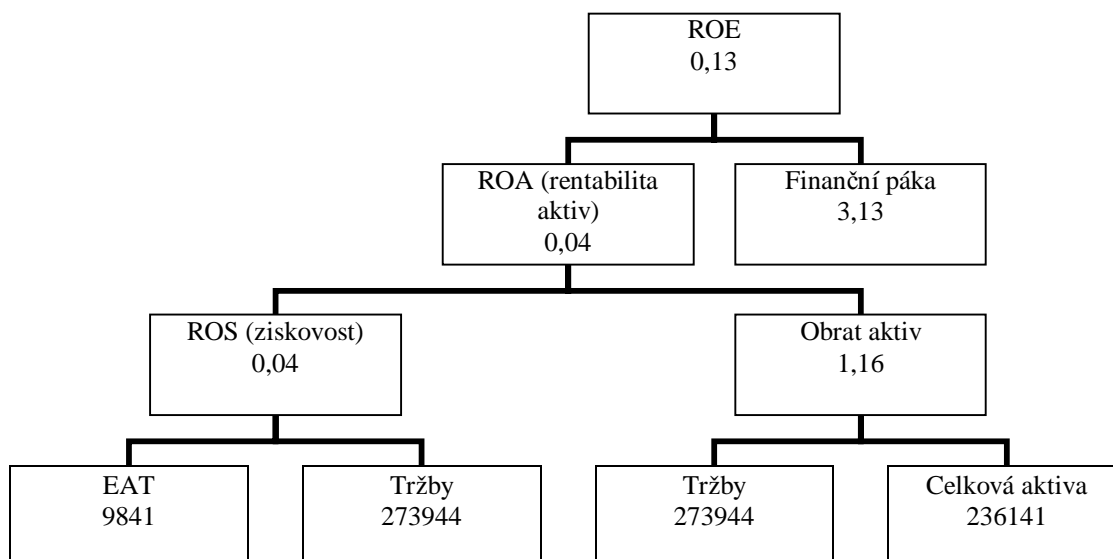 ROE
0,13
ROA (rentabilita
aktiv)
0,04
Finanční páka
3,13
ROS (ziskovost)
0,04
Obrat aktiv
1,16
EAT
9841
Tržby
273944
Tržby
273944
Celková aktiva
236141